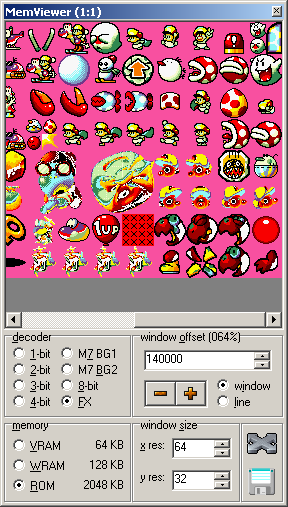 MemViewer (1:1)
1UP
decoder
1-bit
M7 BG1
2-bit
M7 BG2
3-bit
8-bit
4-bit
FX
window offset (064%)
140000
window
line
memory
VRAM 64 KB
WRAM 128 KB
ROM 2048 KB
window size
x res: 64
y res: 32